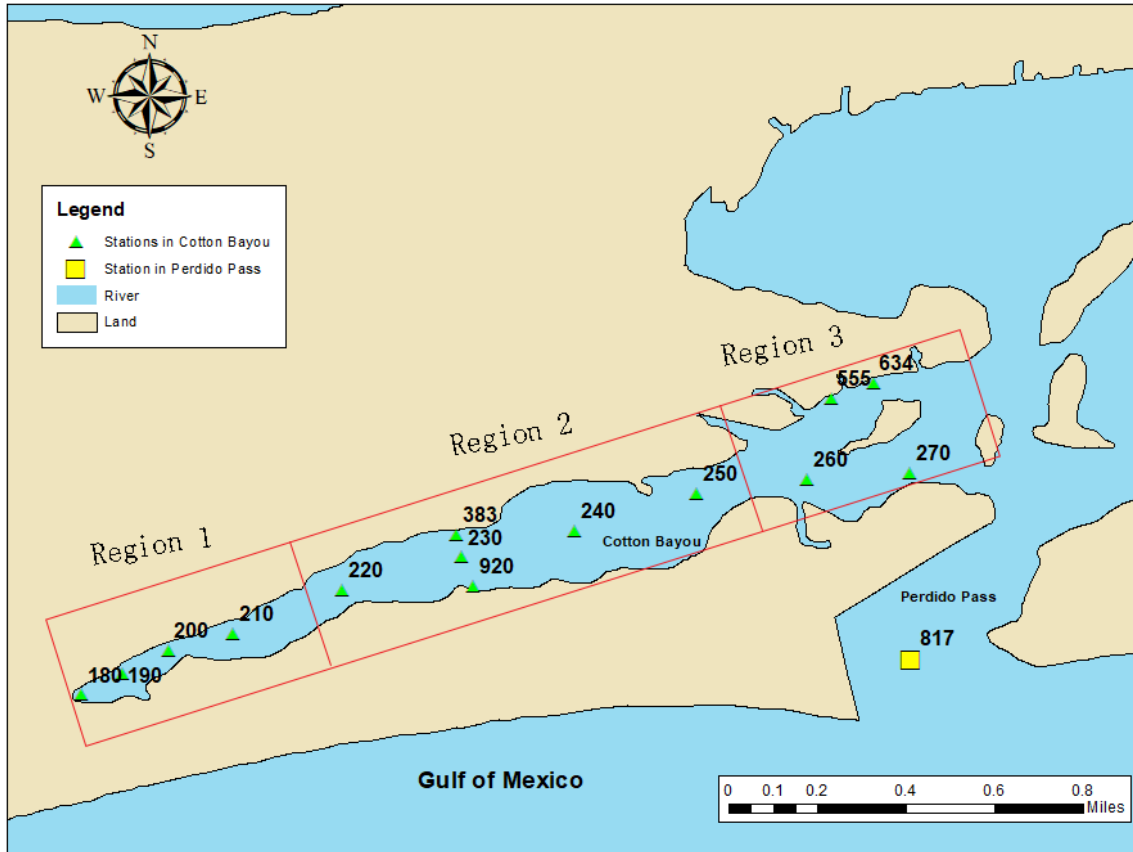 N
W
E
S
Legend
Stations in Cotton Bayou
Station in Perdido Pass
River
Land
Region 3
634
555
Region 2
260
270
250
383
240
230
Cotton Bayou
Region 1
920
220
Perdido Pass
210
200
817
180
190
Gulf of Mexico
0 0.1 0.2 0.4 0.6 0.8
Miles